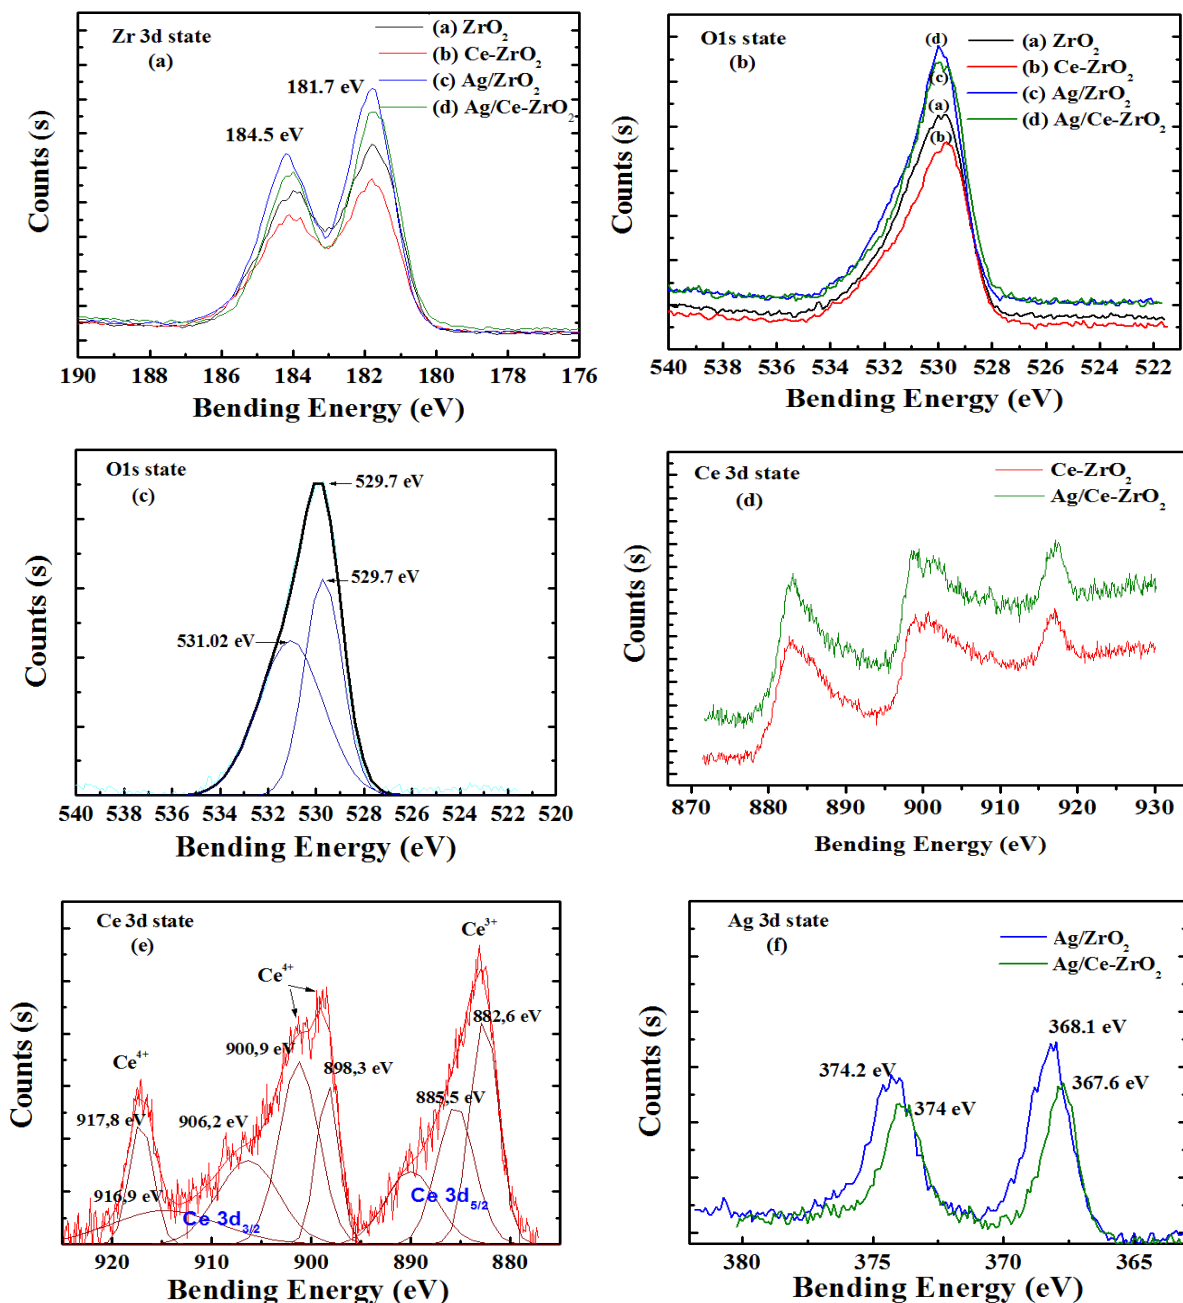 Zr 3d state
(a)
(a) ZrO₂
(b) Ce-ZrO₂
(c) Ag/ZrO₂
(d) Ag/Ce-ZrO₂
181.7 eV
184.5 eV
Counts (s)
190 188 186 184 182 180 178 176
Bending Energy (eV)
O1s state
(b)
(a) ZrO₂
(b) Ce-ZrO₂
(c) Ag/ZrO₂
(d) Ag/Ce-ZrO₂
(d)
(c)
(a)
(b)
Counts (s)
540 538 536 534 532 530 528 526 524 522
Bending Energy (eV)
O1s state
(c)
529.7 eV
529.7 eV
531.02 eV
Counts (s)
540 538 536 534 532 530 528 526 524 522 520
Bending Energy (eV)
Ce 3d state
(d)
Ce-ZrO₂
Ag/Ce-ZrO₂
Counts (s)
870 880 890 900 910 920 930
Bending Energy (eV)
Ce 3d state
(e)
Ce³⁺
Ce⁴⁺
Ce⁴⁺
882,6 eV
900,9 eV
898,3 eV
885,5 eV
917,8 eV
906,2 eV
916,9 eV
Ce 3d₃/₂
Ce 3d₅/₂
Counts (s)
920 910 900 890 880
Bending Energy (eV)
Ag 3d state
(f)
Ag/ZrO₂
Ag/Ce-ZrO₂
368.1 eV
374.2 eV
367.6 eV
374 eV
Counts (s)
380 375 370 365
Bending Energy (eV)